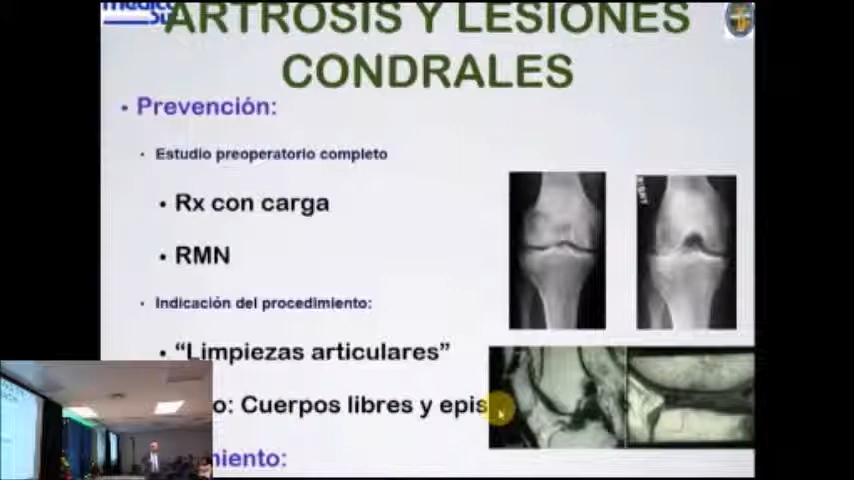 ARTROSIS Y LESIONES
CONDRALES
• Prevención:
• Estudio preoperatorio completo
• Rx con carga
• RMN
• Indicación del procedimiento:
• “Limpiezas articulares”
o: Cuerpos libres y epis
miento: